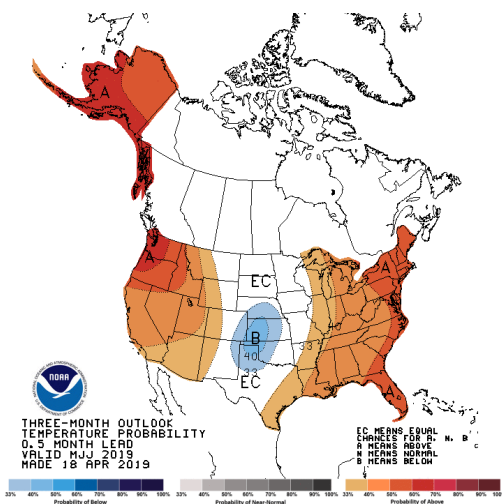 A
A
EC
A
B
40
40
33
33
EC
A
NOAA
THREE-MONTH OUTLOOK
TEMPERATURE PROBABILITY
0.5 MONTH LEAD
VALID MJJ 2019
MADE 18 APR 2019
EC MEANS EQUAL
CHANCES FOR A, N, B
A MEANS ABOVE
N MEANS NORMAL
B MEANS BELOW
33% 40% 50% 60% 70% 80% 90% 100%
Probability of Below
33% 40% 50% 60% 70% 80% 90% 100%
Probability of Near-Normal
33% 40% 50% 60% 70% 80% 90% 100%
Probability of Above